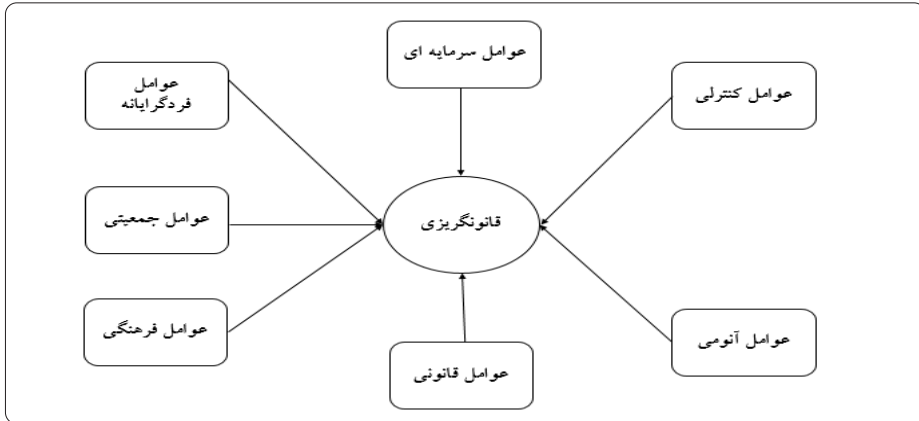 عوامل سرمایه ای
عوامل
فردگرایانه
عوامل کنترلی
قانونگریزی
عوامل جمعیتی
عوامل فرهنگی
عوامل آنومی
عوامل قانونی